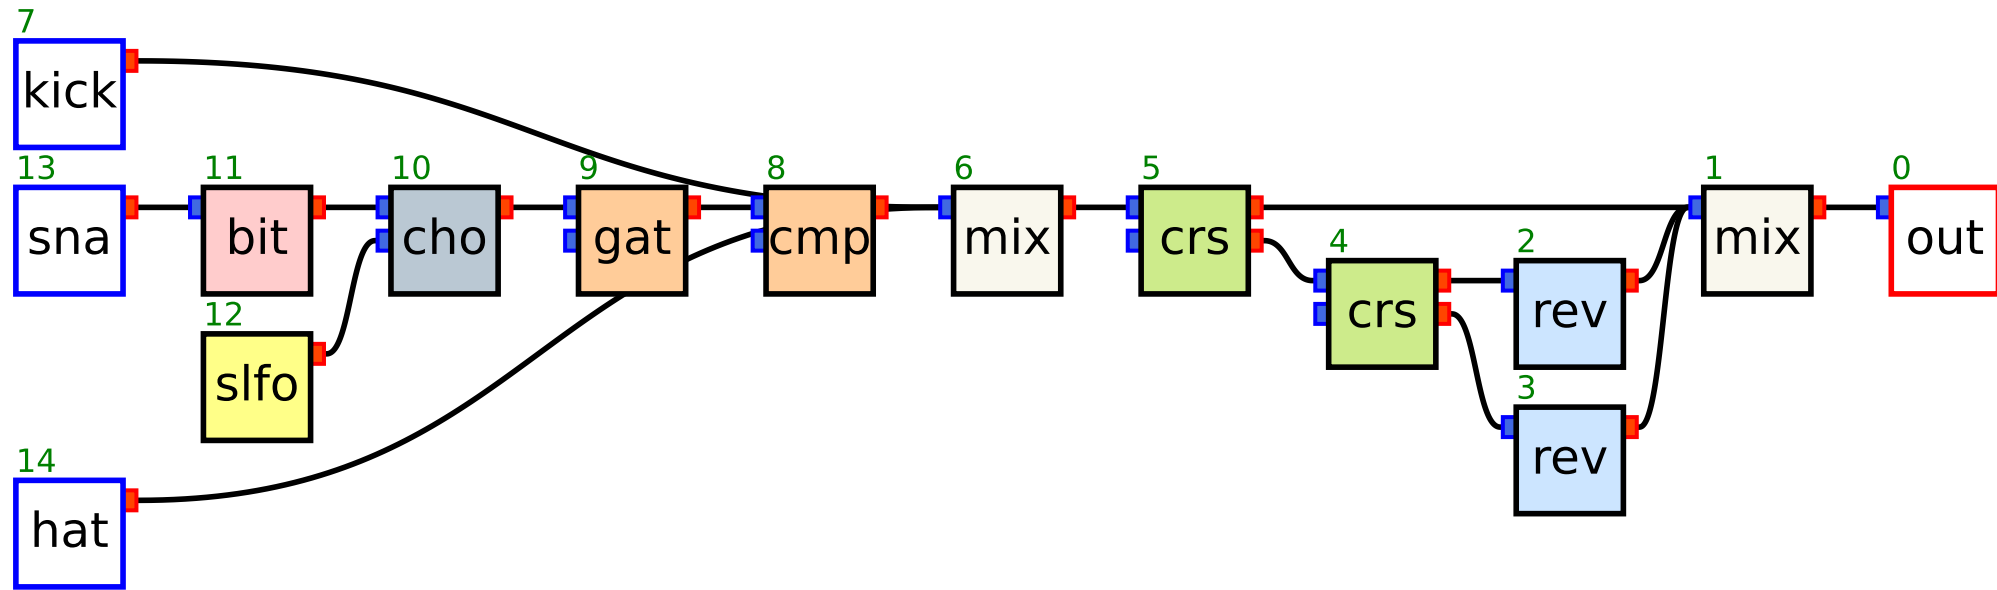 7
kick
13
sna
11
bit
10
cho
9
gat
8
cmp
6
mix
5
crs
1
mix
0
out
12
slfo
4
crs
2
rev
3
rev
14
hat